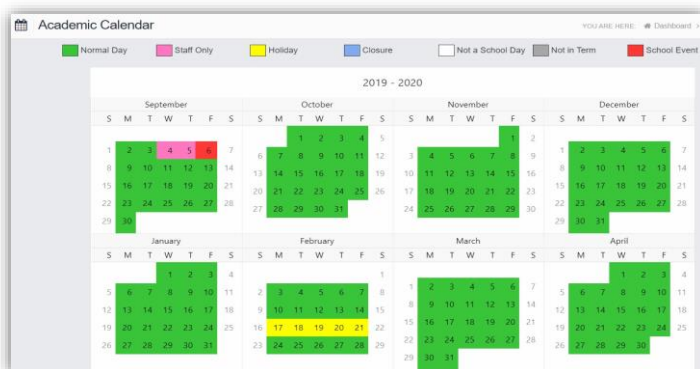 Academic Calendar
YOU ARE HERE: Dashboard
Normal Day Staff Only Holiday Closure Not a School Day Not in Term School Event
2019 - 2020
September October November December
S M T W T F S S M T W T F S S M T W T F S S M T W T F S
1 2 3 4 5 1 2
1 2 3 4 5 6 7 6 7 8 9 10 11 12 3 4 5 6 7 8 9 1 2 3 4 5 6 7
8 9 10 11 12 13 14 13 14 15 16 17 18 19 10 11 12 13 14 15 16 8 9 10 11 12 13 14
15 16 17 18 19 20 21 20 21 22 23 24 25 26 17 18 19 20 21 22 23 15 16 17 18 19 20 21
22 23 24 25 26 27 28 27 28 29 30 31 24 25 26 27 28 29 30 22 23 24 25 26 27 28
29 30 29 30 31
January February March April
S M T W T F S S M T W T F S S M T W T F S S M T W T F S
1 2 3 4 1 1 2 3 4
5 6 7 8 9 10 11 2 3 4 5 6 7 8 1 2 3 4 5 6 7 5 6 7 8 9 10 11
12 13 14 15 16 17 18 9 10 11 12 13 14 15 8 9 10 11 12 13 14 12 13 14 15 16 17 18
19 20 21 22 23 24 25 16 17 18 19 20 21 22 15 16 17 18 19 20 21 19 20 21 22 23 24 25
26 27 28 29 30 31 23 24 25 26 27 28 29 22 23 24 25 26 27 28 26 27 28 29 30
29 30 31